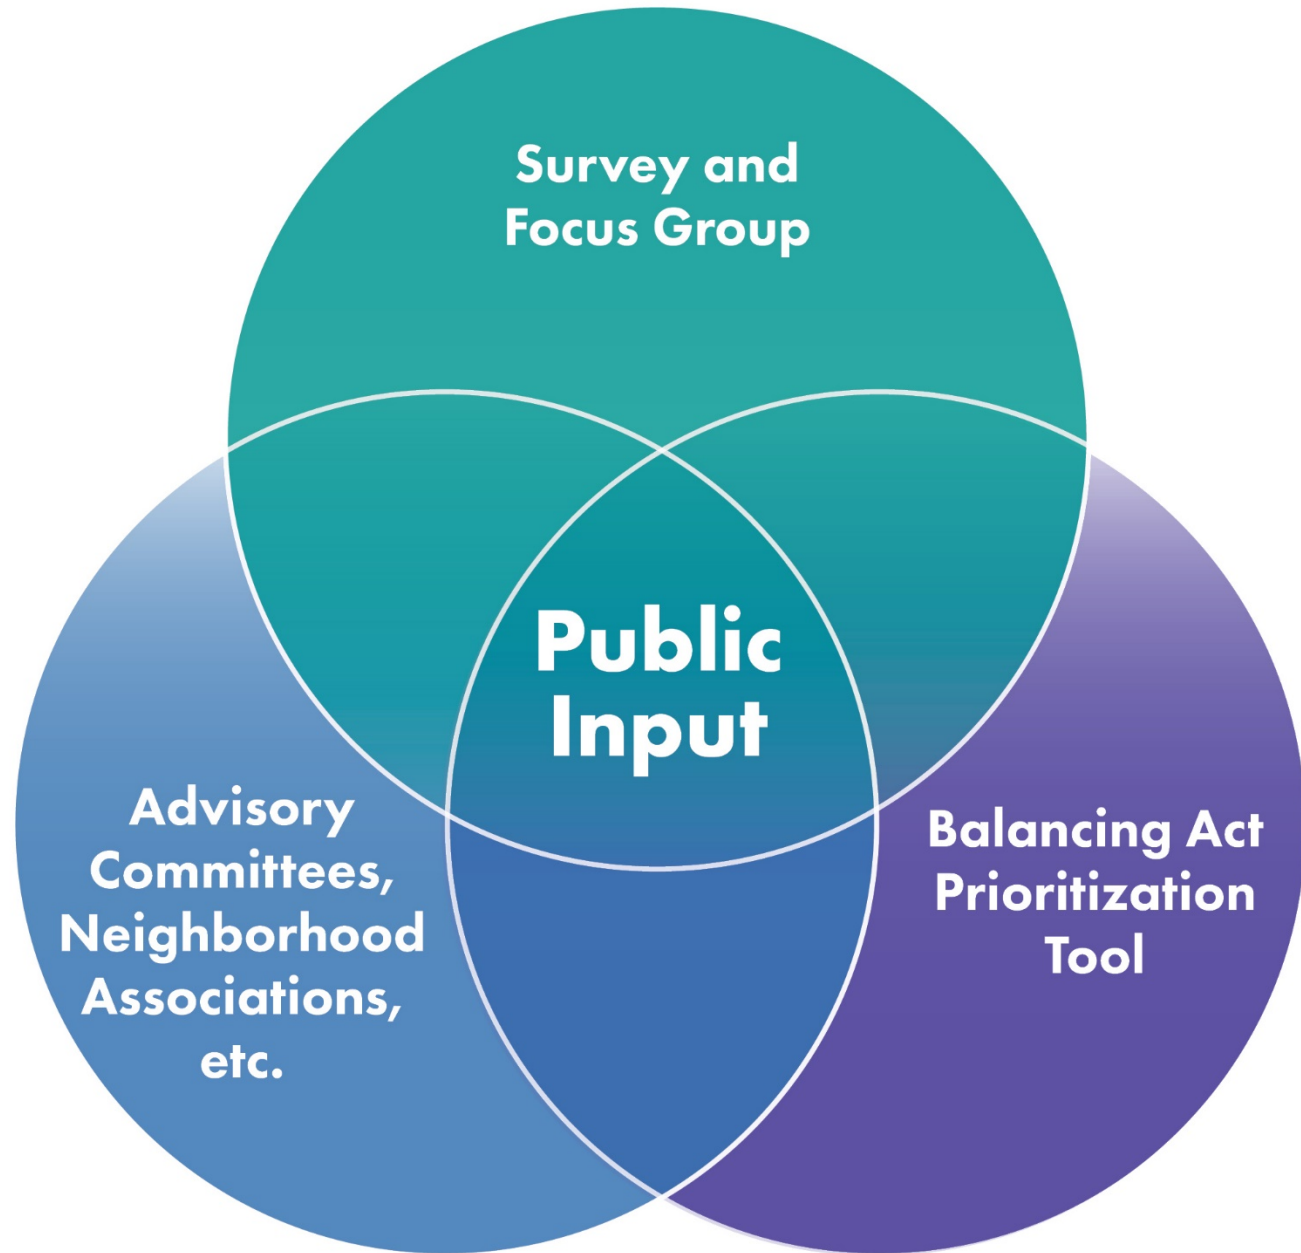 Survey and
Focus Group
Public
Input
Advisory
Committees,
Neighborhood
Associations,
etc.
Balancing Act
Prioritization
Tool